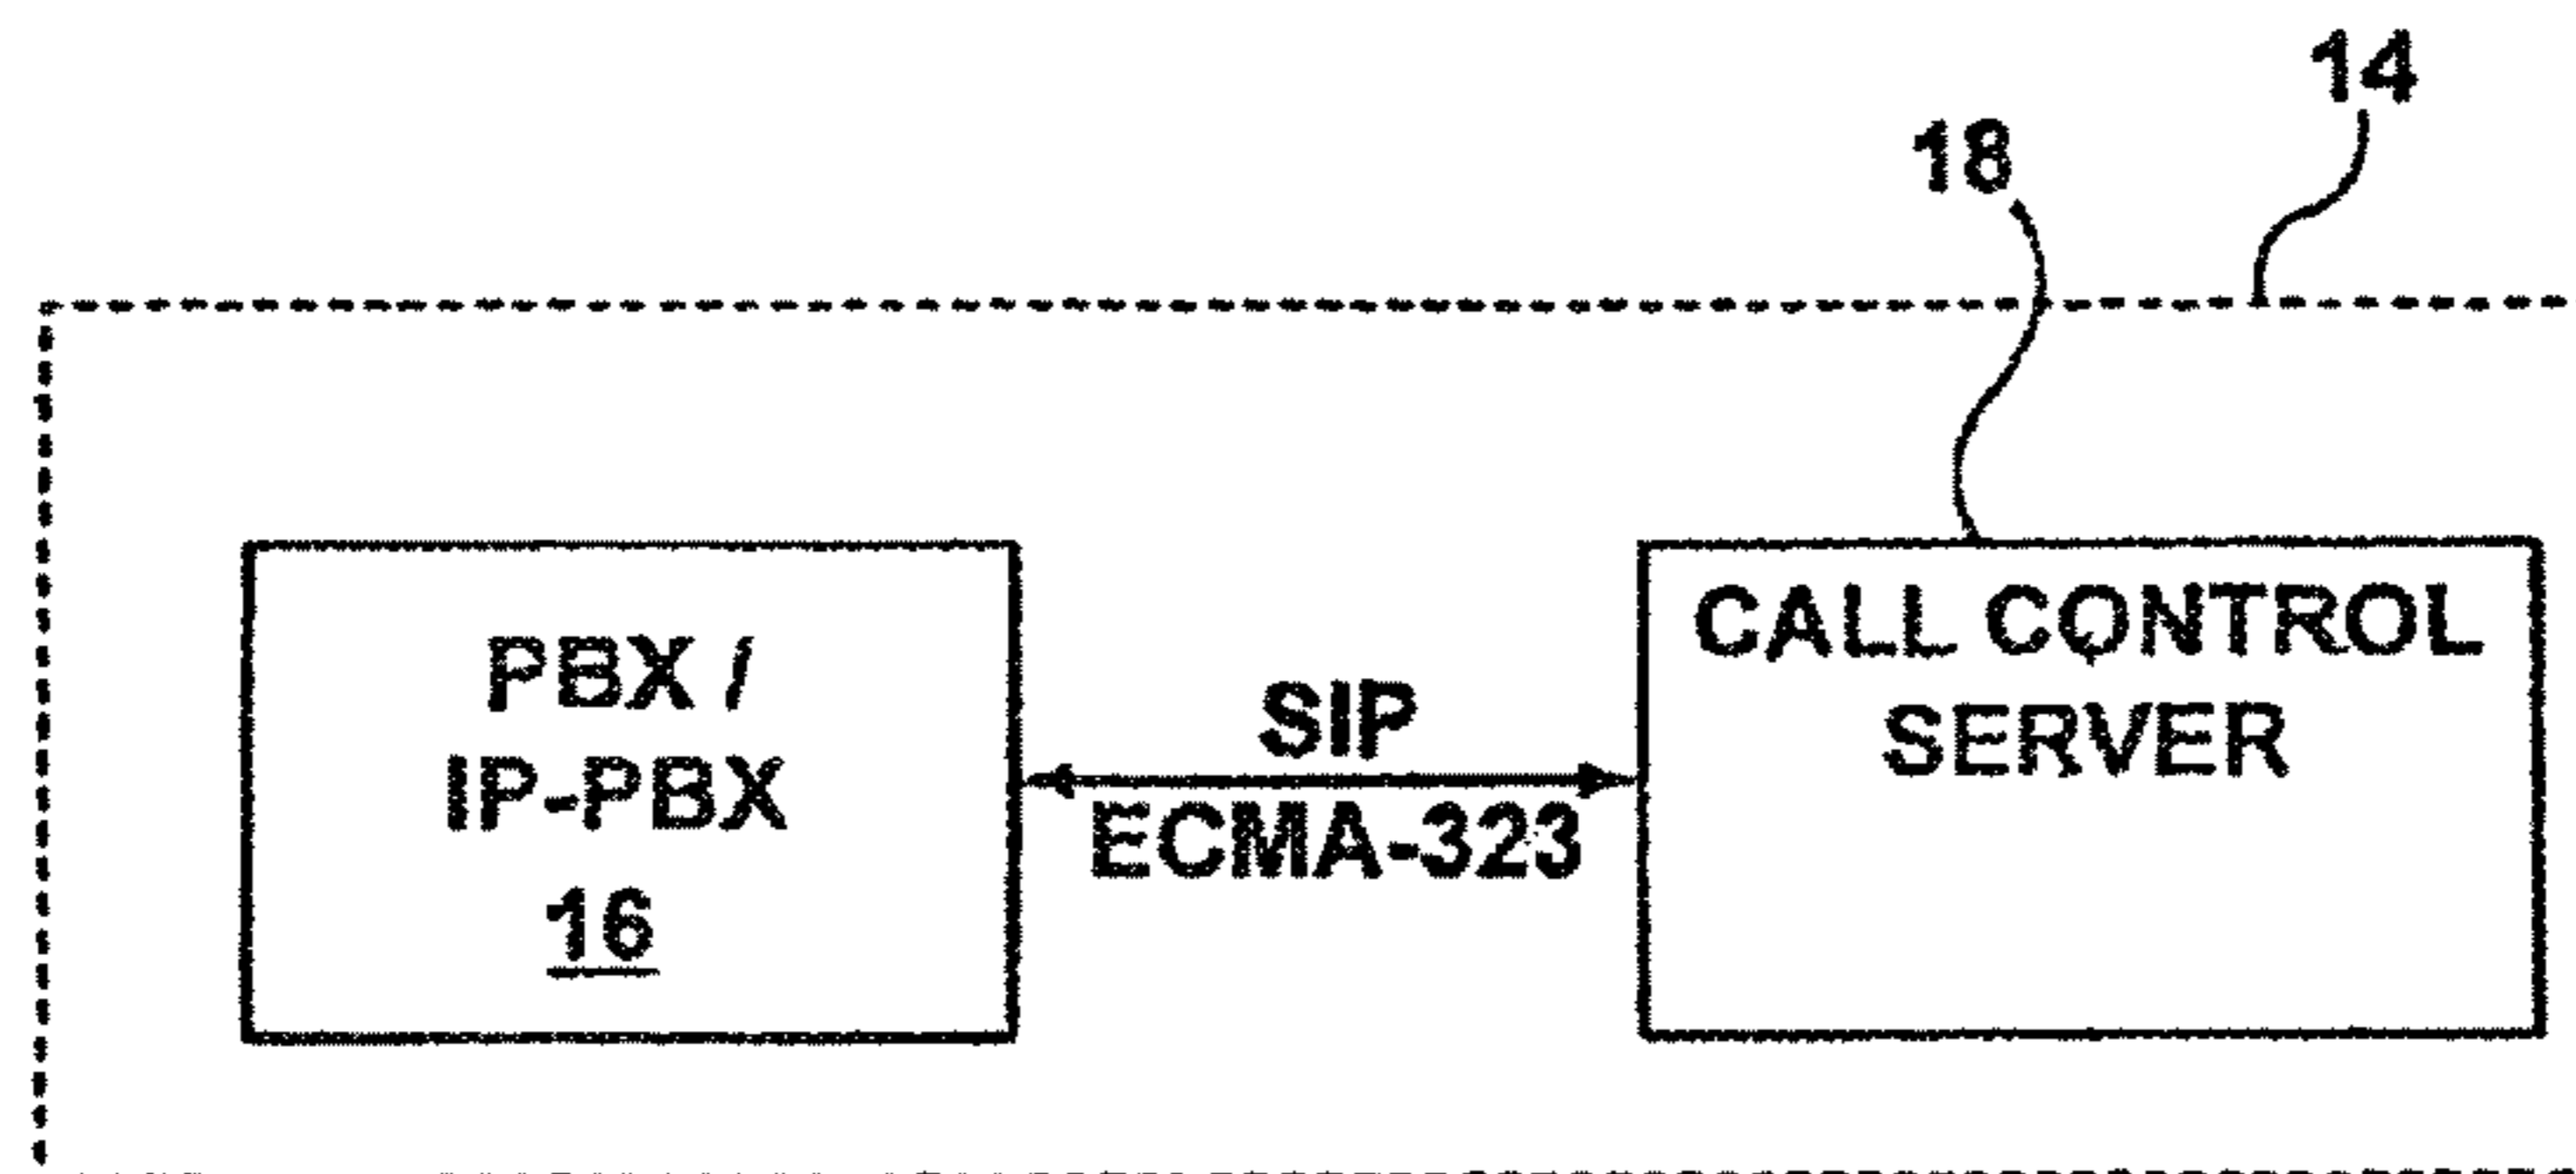 14
18
PBX /
IP-PBX
16
SIP
ECMA-323
CALL CONTROL
SERVER